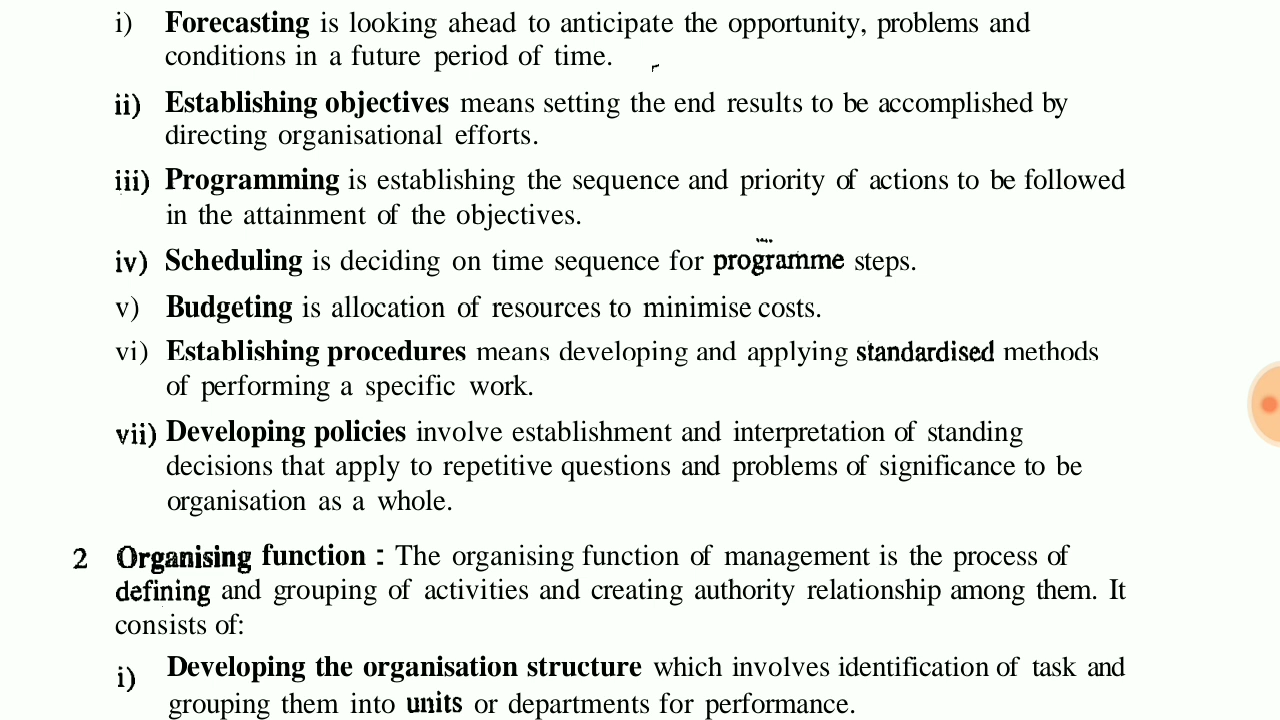 i) Forecasting is looking ahead to anticipate the opportunity, problems and
conditions in a future period of time.
ii) Establishing objectives means setting the end results to be accomplished by
directing organisational efforts.
iii) Programming is establishing the sequence and priority of actions to be followed
in the attainment of the objectives.
iv) Scheduling is deciding on time sequence for programme steps.
v) Budgeting is allocation of resources to minimise costs.
vi) Establishing procedures means developing and applying standardised methods
of performing a specific work.
vii) Developing policies involve establishment and interpretation of standing
decisions that apply to repetitive questions and problems of significance to be
organisation as a whole.
2 Organising function : The organising function of management is the process of
defining and grouping of activities and creating authority relationship among them. It
consists of:
i) Developing the organisation structure which involves identification of task and
grouping them into units or departments for performance.